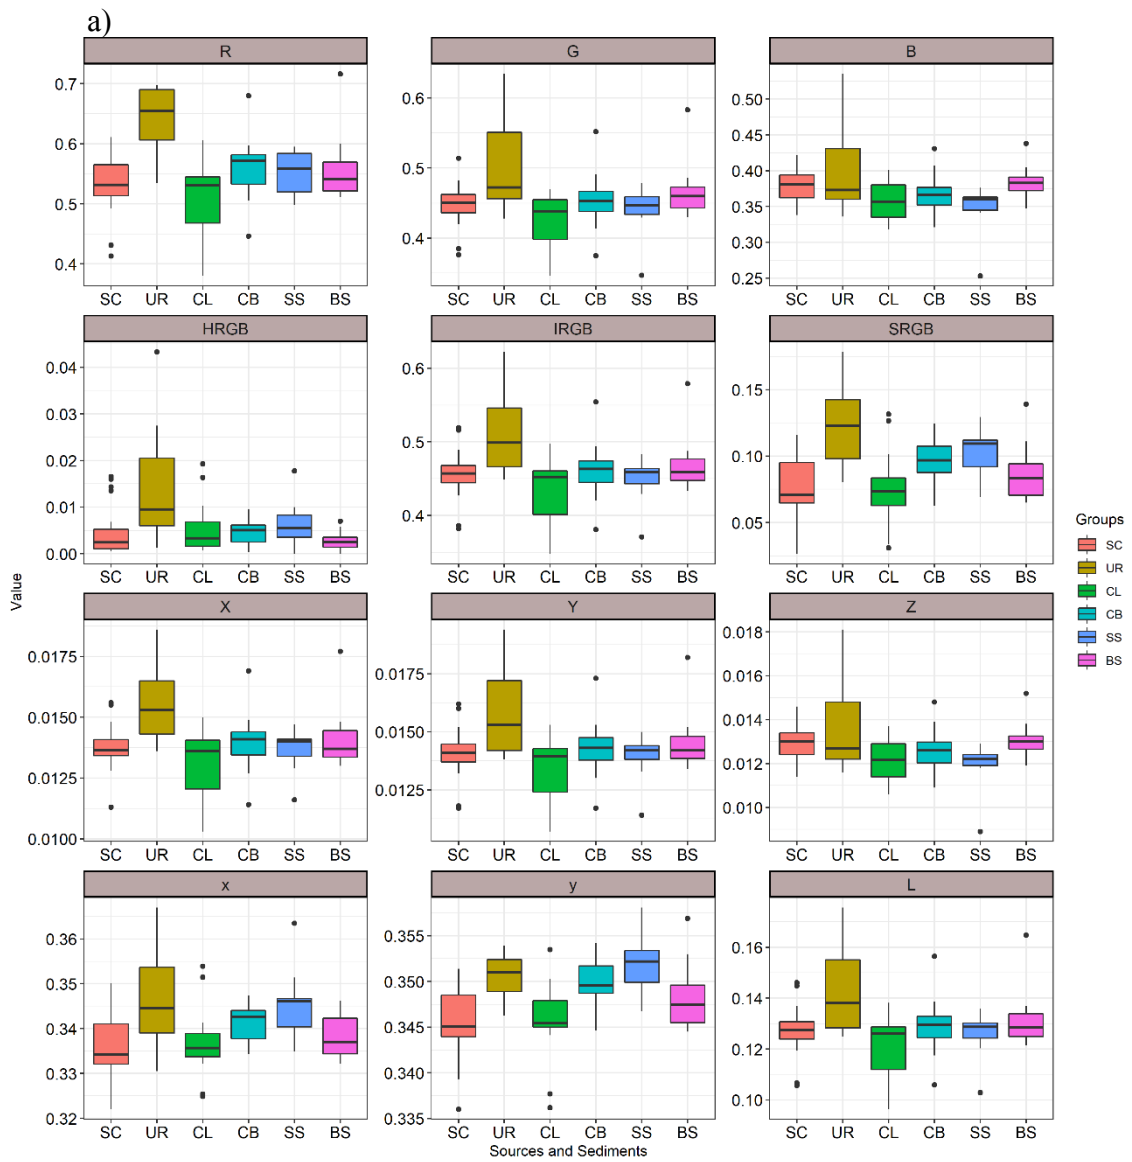 a)
R G B
0.7 0.6 0.5 0.4
0.6 0.5 0.4
0.50 0.45 0.40 0.35 0.30 0.25
SC UR CL CB SS BS SC UR CL CB SS BS SC UR CL CB SS BS
HRGB IRGB SRGB
0.04 0.03 0.02 0.01 0.00
0.6 0.5 0.4
0.15 0.10 0.05
SC UR CL CB SS BS SC UR CL CB SS BS SC UR CL CB SS BS
X Y Z
0.0175 0.0150 0.0125 0.0100
0.0175 0.0150 0.0125
0.018 0.016 0.014 0.012 0.010
SC UR CL CB SS BS SC UR CL CB SS BS SC UR CL CB SS BS
x y L
0.36 0.35 0.34 0.33 0.32
0.355 0.350 0.345 0.340 0.335
0.16 0.14 0.12 0.10
SC UR CL CB SS BS SC UR CL CB SS BS SC UR CL CB SS BS
Value
Sources and Sediments
Groups
SC
UR
CL
CB
SS
BS